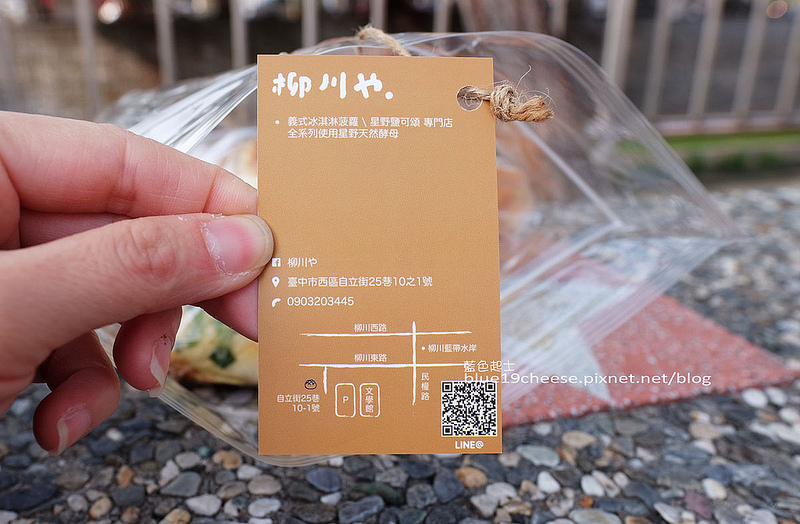 柳川や.
• 義式冰淇淋菠蘿 \ 星野鹽可頌 專門店
全系列使用星野天然酵母
柳川や
臺中市西區自立街25巷10之1號
0903203445
柳川西路
• 柳川藍帶水岸
柳川東路
民權路
自立街25巷
10-1號
P
文學館
LINE@
藍色起士
blue19cheese.pixnet.net/blog